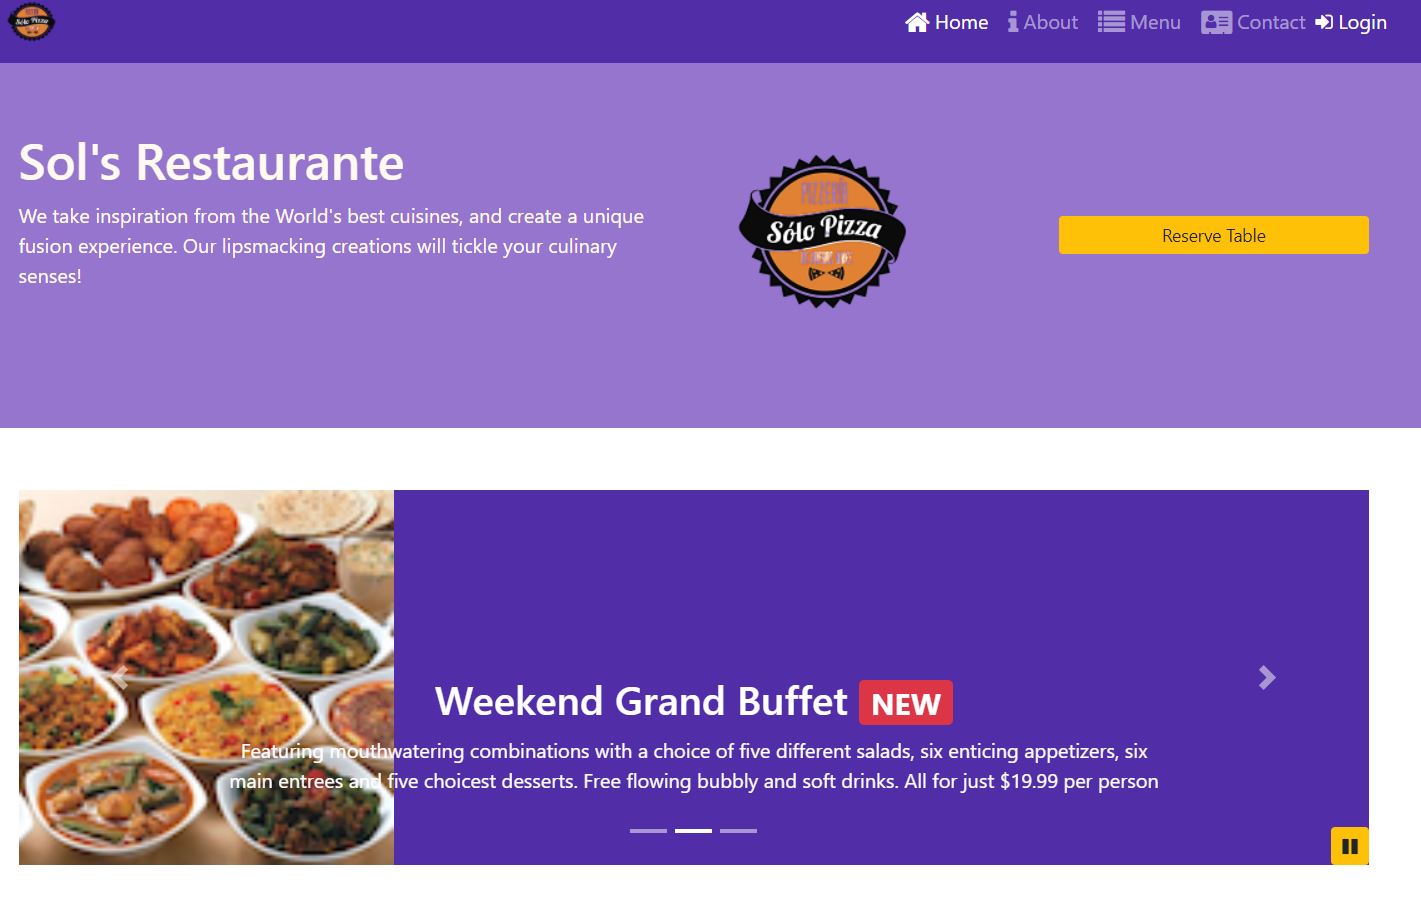 Sólo Pizza
Home About Menu Contact Login
Sol's Restaurante
We take inspiration from the World's best cuisines, and create a unique
fusion experience. Our lipsmacking creations will tickle your culinary
senses!
PIZZERIA
Sólo Pizza
Reserve Table
Weekend Grand Buffet NEW
Featuring mouthwatering combinations with a choice of five different salads, six enticing appetizers, six
main entrees and five choicest desserts. Free flowing bubbly and soft drinks. All for just $19.99 per person